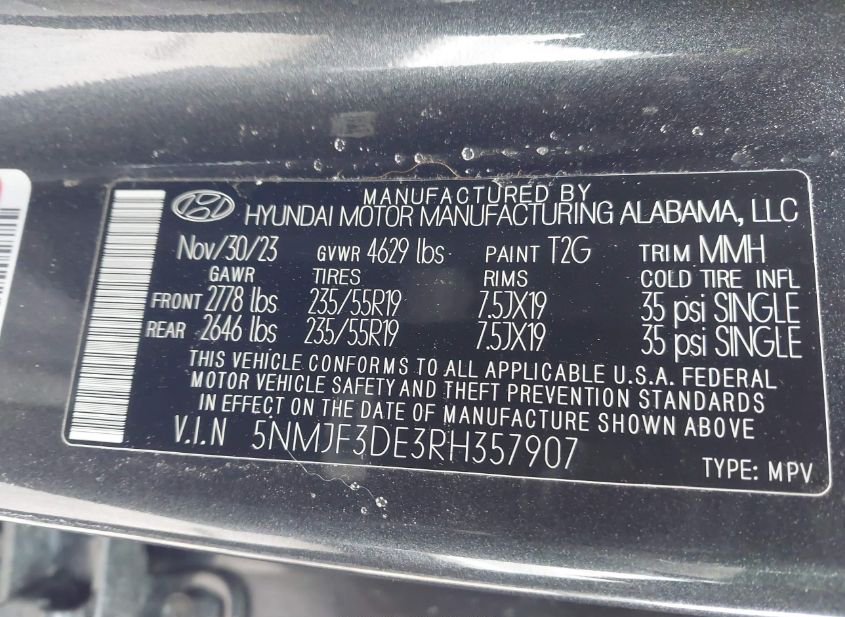 MANUFACTURED BY
HYUNDAI MOTOR MANUFACTURING ALABAMA, LLC
Nov/30/23 GVWR 4629 lbs PAINT T2G TRIM MMH
GAWR TIRES RIMS COLD TIRE INFL
FRONT 2778 lbs 235/55R19 7.5JX19 35 psi SINGLE
REAR 2646 lbs 235/55R19 7.5JX19 35 psi SINGLE
THIS VEHICLE CONFORMS TO ALL APPLICABLE U.S.A. FEDERAL
MOTOR VEHICLE SAFETY AND THEFT PREVENTION STANDARDS
IN EFFECT ON THE DATE OF MANUFACTURE SHOWN ABOVE.
V.I.N 5NMJF3DE3RH357907
TYPE: MPV